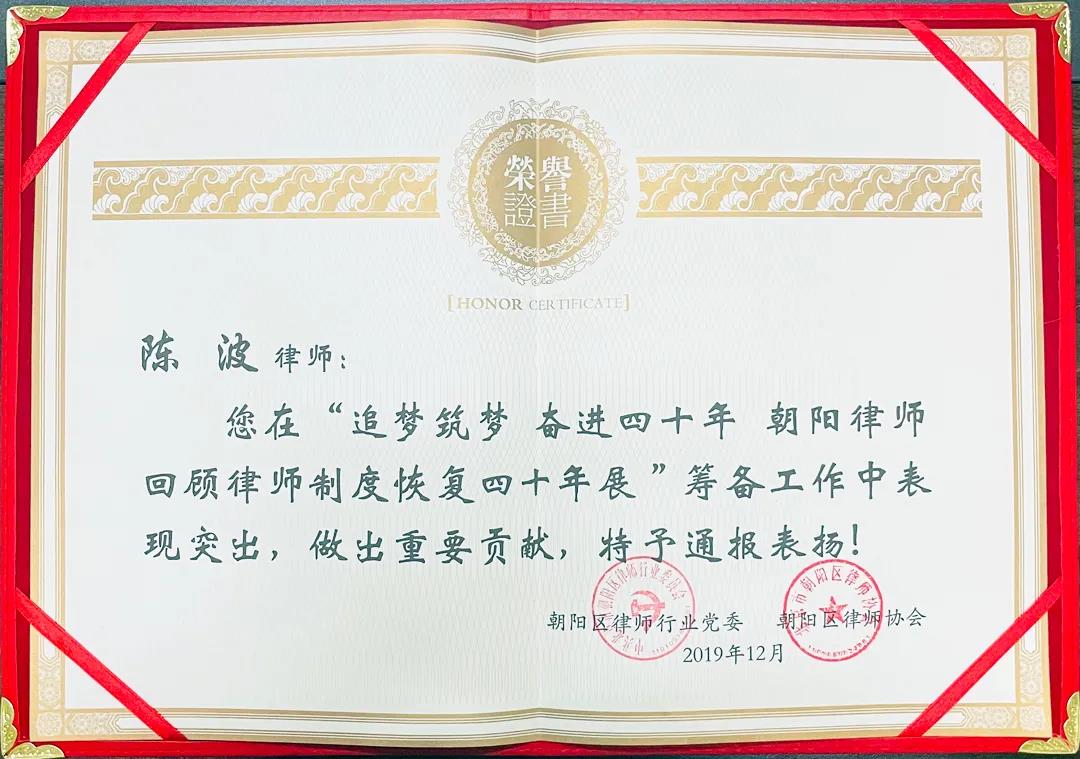 榮譽
證書
[HONOR CERTIFICATE]
陈 波 律师：
您在“追梦筑梦 奋进四十年 朝阳律师
回顾律师制度恢复四十年展”筹备工作中表
现突出，做出重要贡献，特予通报表扬！
朝阳区律师行业党委 朝阳区律师协会
2019年12月